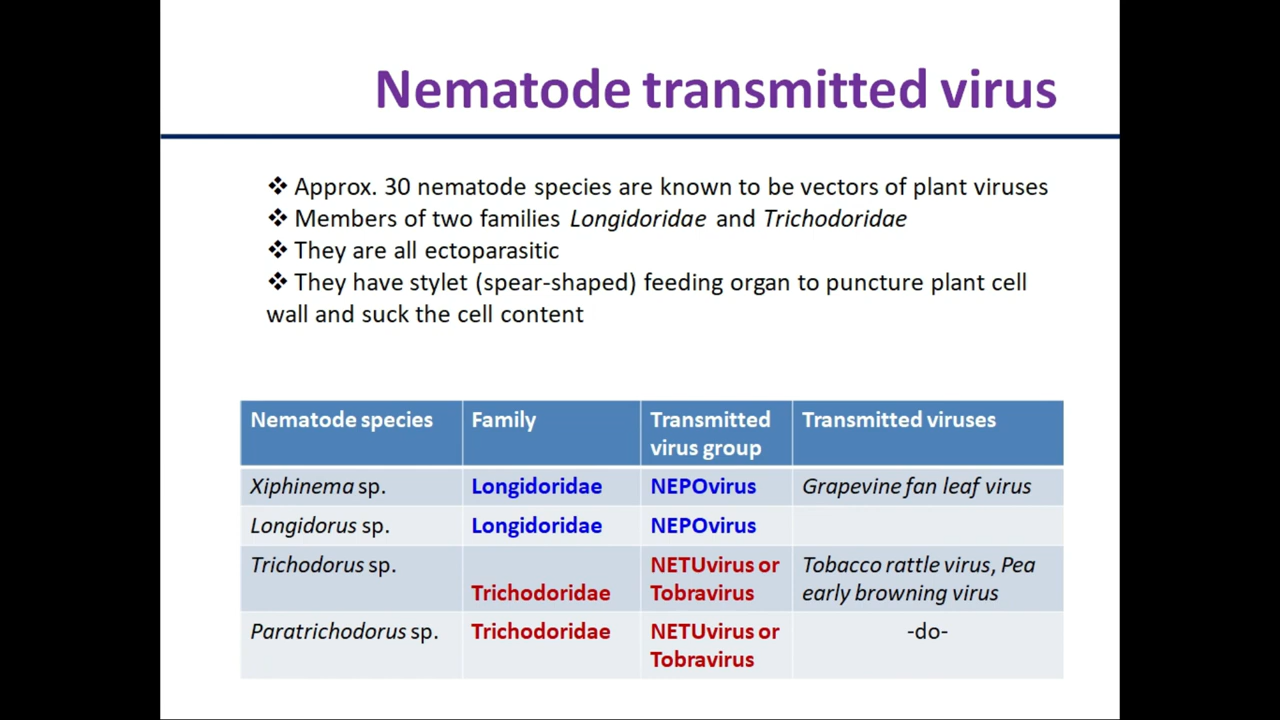 Nematode transmitted virus
❖ Approx. 30 nematode species are known to be vectors of plant viruses
❖ Members of two families Longidoridae and Trichodoridae
❖ They are all ectoparasitic
❖ They have stylet (spear-shaped) feeding organ to puncture plant cell
wall and suck the cell content
Nematode species Family Transmitted virus group Transmitted viruses
Xiphinema sp. Longidoridae NEPOvirus Grapevine fan leaf virus
Longidorus sp. Longidoridae NEPOvirus
Trichodorus sp. Trichodoridae NETUvirus or Tobravirus Tobacco rattle virus, Pea early browning virus
Paratrichodorus sp. Trichodoridae NETUvirus or Tobravirus -do-